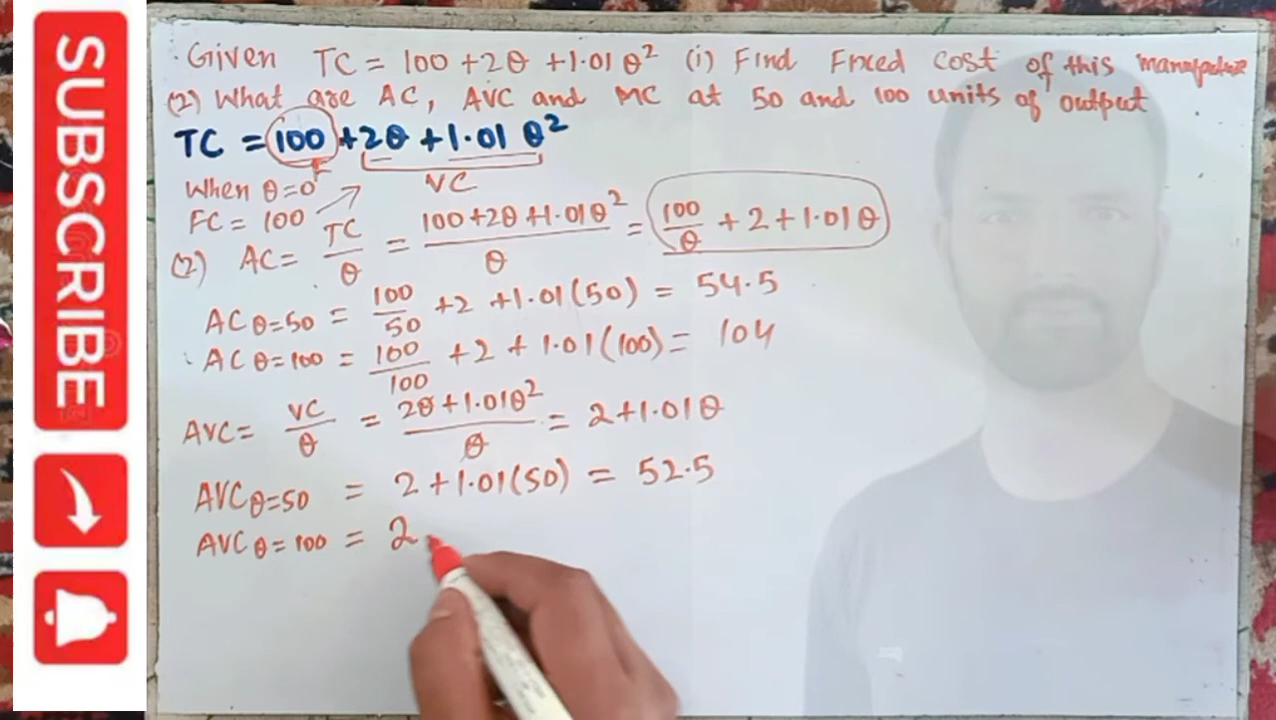 SUBSCRIBE
Given TC = 100 + 2θ + 1.01 θ² (i) Find Fixed cost of this
(2) What are AC, AVC and MC at 50 and 100 units of output
TC = 100 + 2θ + 1.01 θ²
When θ=0 F VC
FC = 100
(2) AC = TC/θ = 100+2θ+1.01θ²/θ = 100/θ + 2 + 1.01θ
AC θ=50 = 100/50 + 2 + 1.01(50) = 54.5
AC θ=100 = 100/100 + 2 + 1.01(100) = 104
AVC = VC/θ = 2θ+1.01θ²/θ = 2+1.01θ
AVC θ=50 = 2+1.01(50) = 52.5
AVC θ=100 = 2